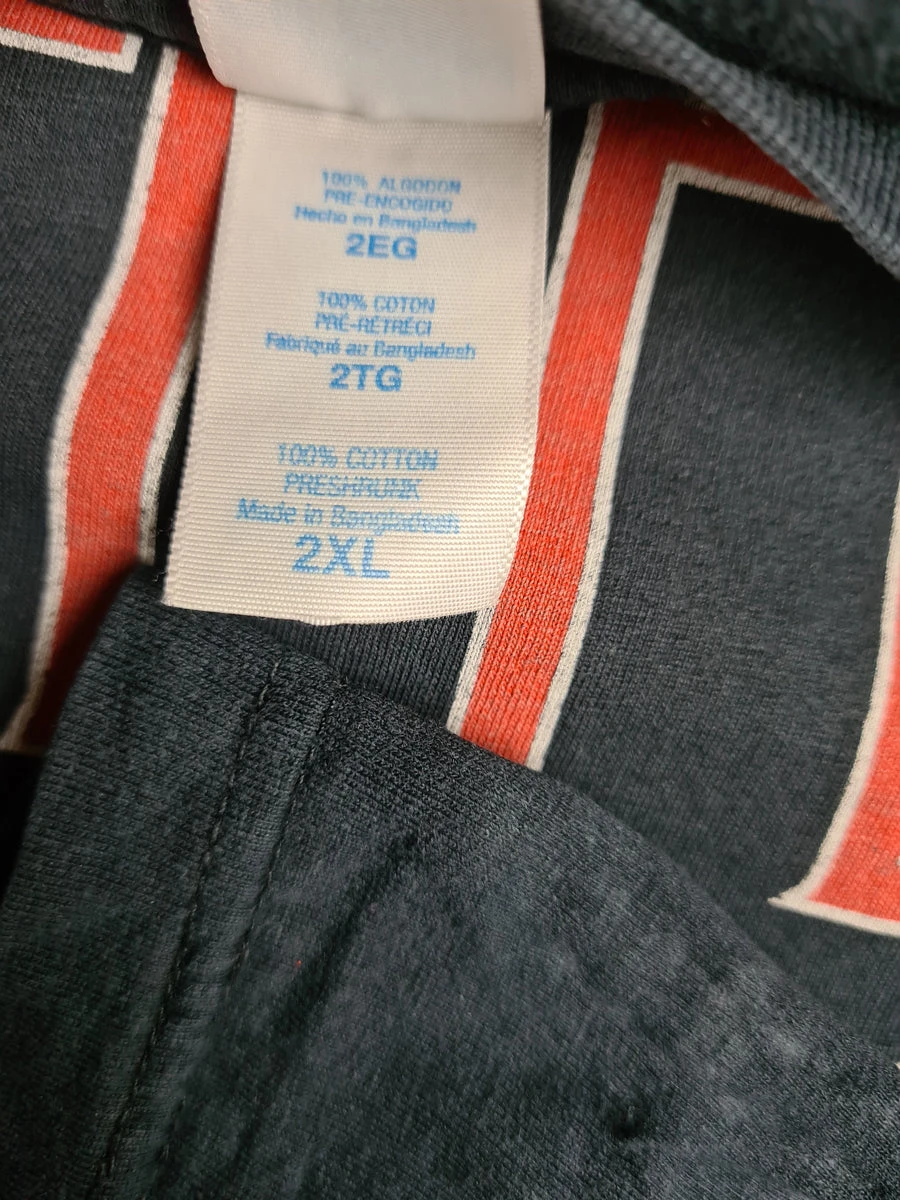 100% ALGODON
PRE-ENCOGIDO
Hecho en Bangladesh
2EG
100% COTON
PRÉ-RÉTRÉCI
Fabriqué au Bangladesh
2TG
100% COTTON
PRESHRUNK
Made in Bangladesh
2XL